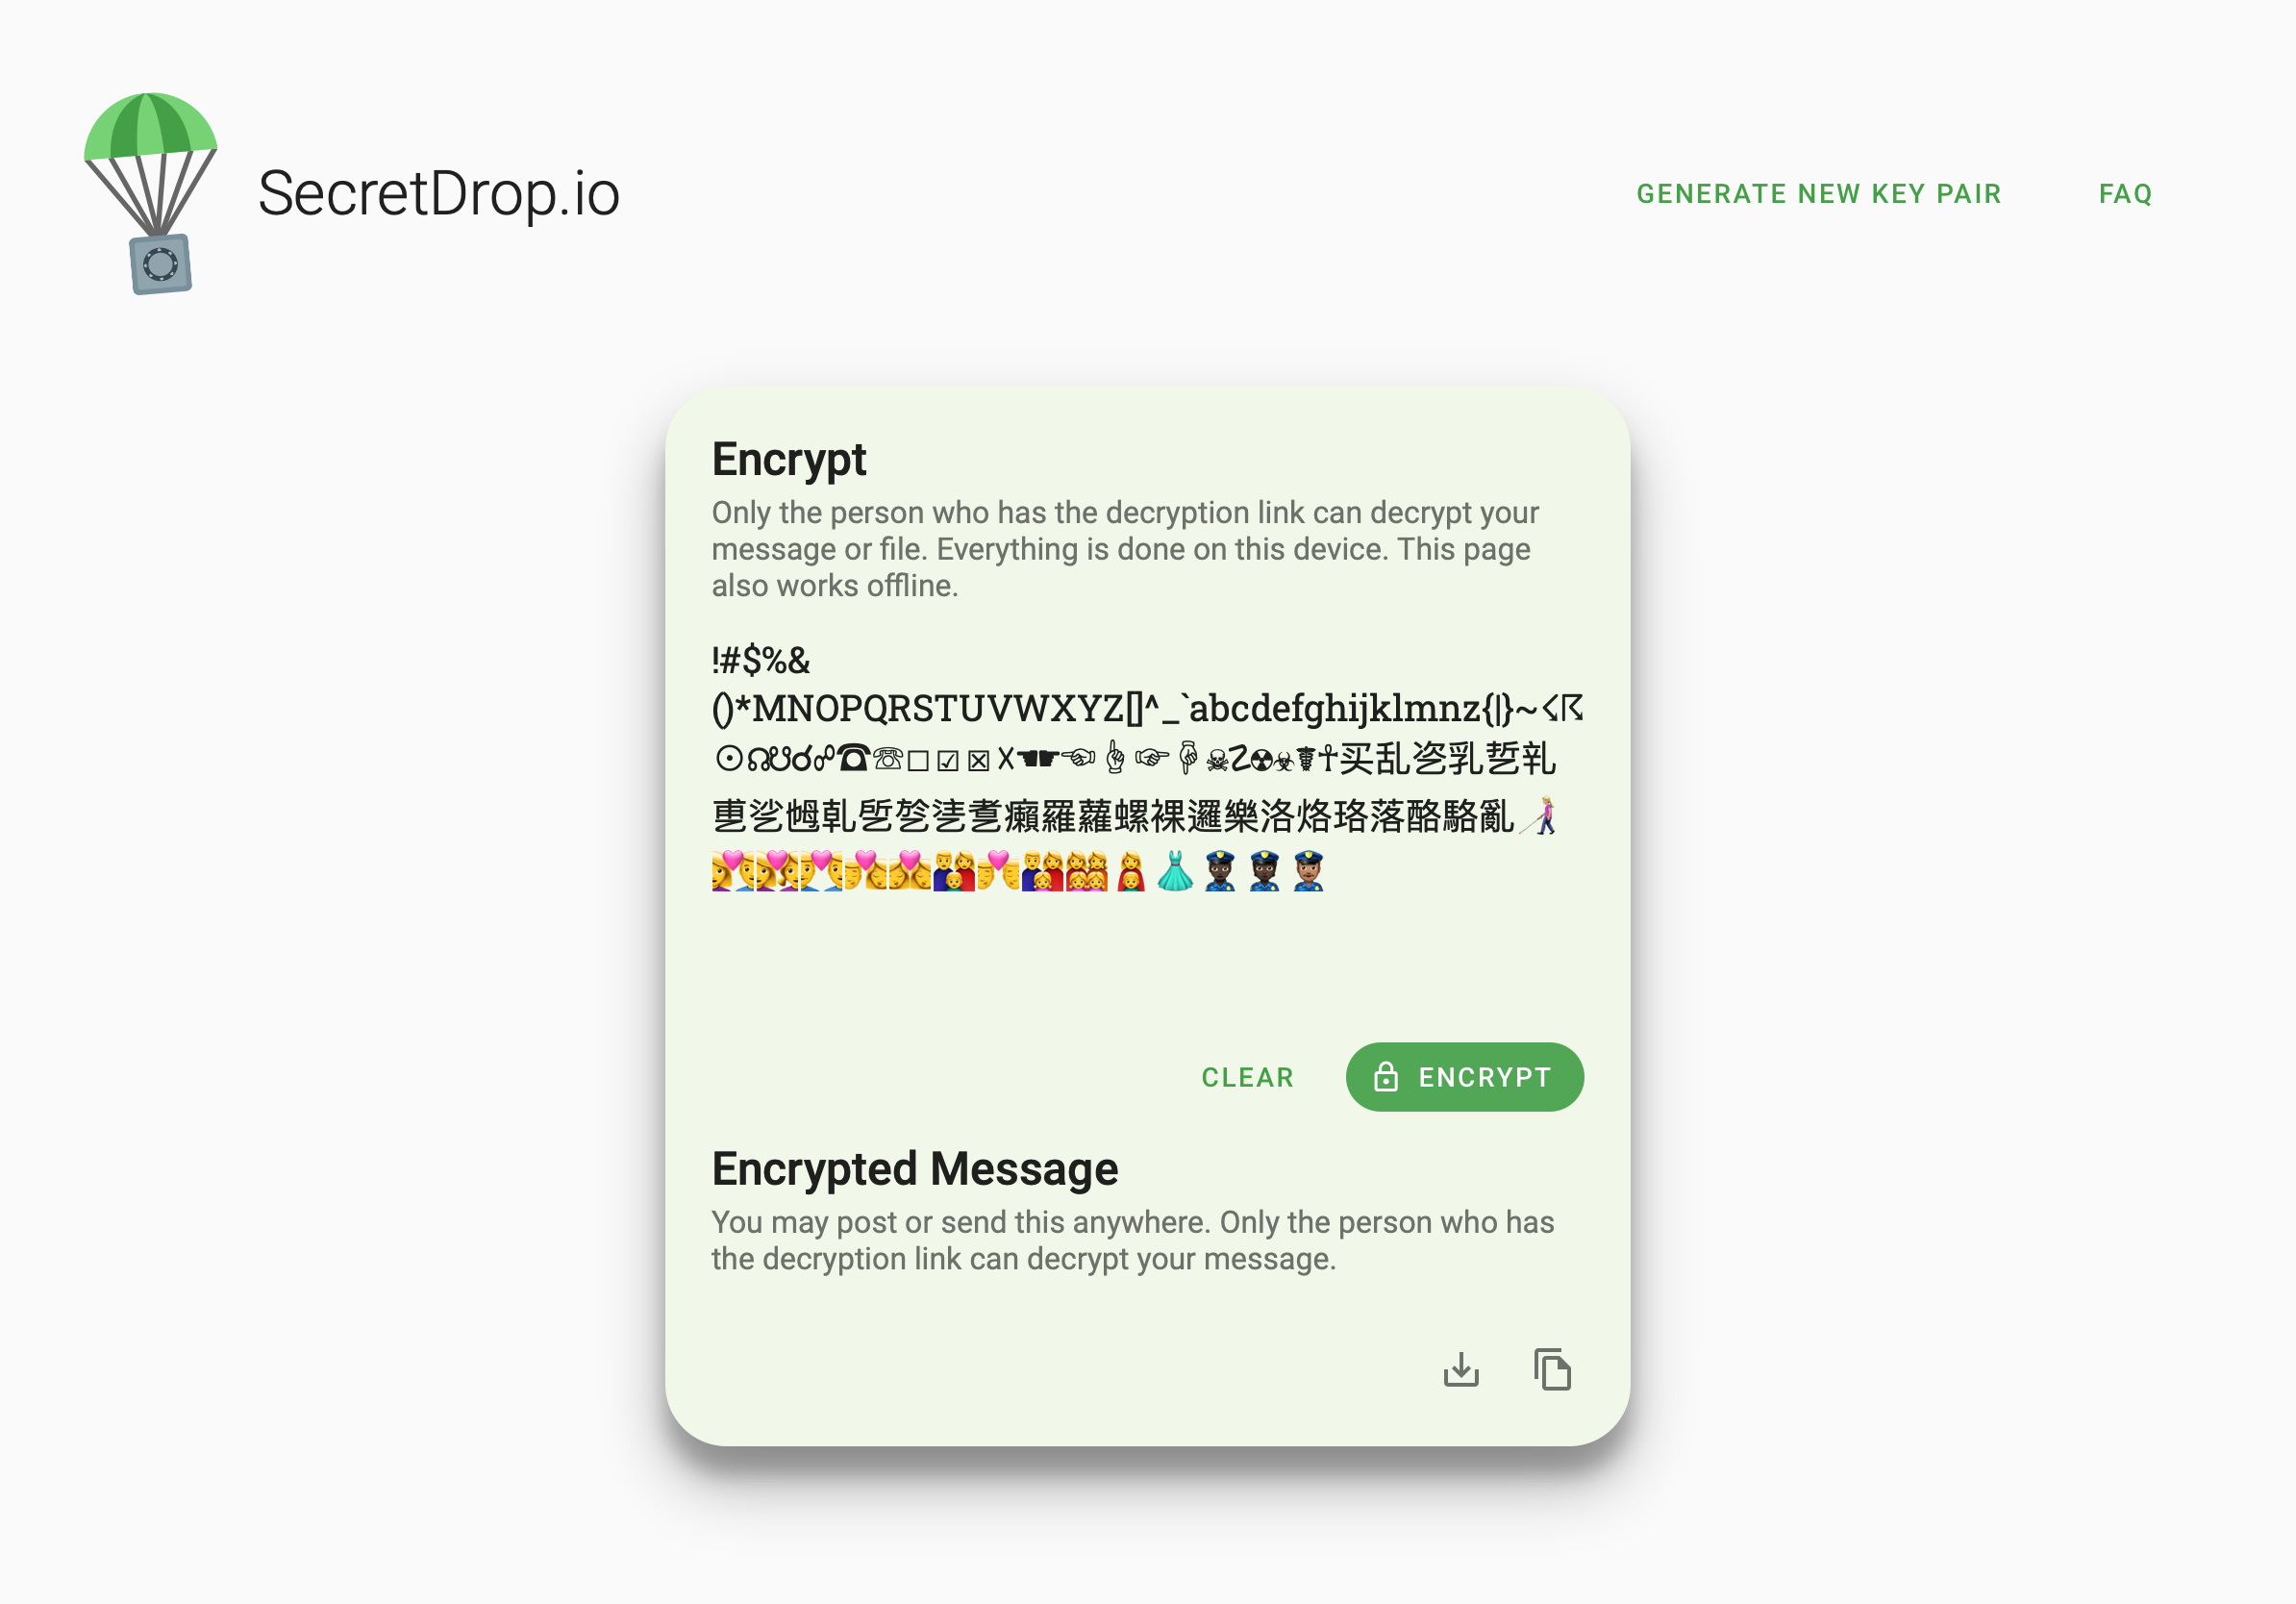 SecretDrop.io
GENERATE NEW KEY PAIR
FAQ
Encrypt
Only the person who has the decryption link can decrypt your
message or file. Everything is done on this device. This page
also works offline.
!#$%&
()*MNOPQRSTUVWXYZ[]^_`abcdefghijklmnz{|}~☇☈
☉☊☋☌☍☎☏☐☑☒☓☚☛☜☝☞☟☠☡☢☣☤☥买乱乲乳乴乵
乶乷乸乹乺乻乼乽癩羅蘿螺裸邏樂洛烙珞落酪駱亂👩🏼‍🦯
👩‍❤️‍👨👩‍❤️‍👩👨‍❤️‍👨👨‍❤️‍💋‍👩👩‍❤️‍💋‍👩👨‍👩‍👦👨‍❤️‍💋‍👨👨‍👩‍👧👩‍👩‍👧‍👧👩‍👦👗👮🏿👮🏿👮🏽
CLEAR
ENCRYPT
Encrypted Message
You may post or send this anywhere. Only the person who has
the decryption link can decrypt your message.